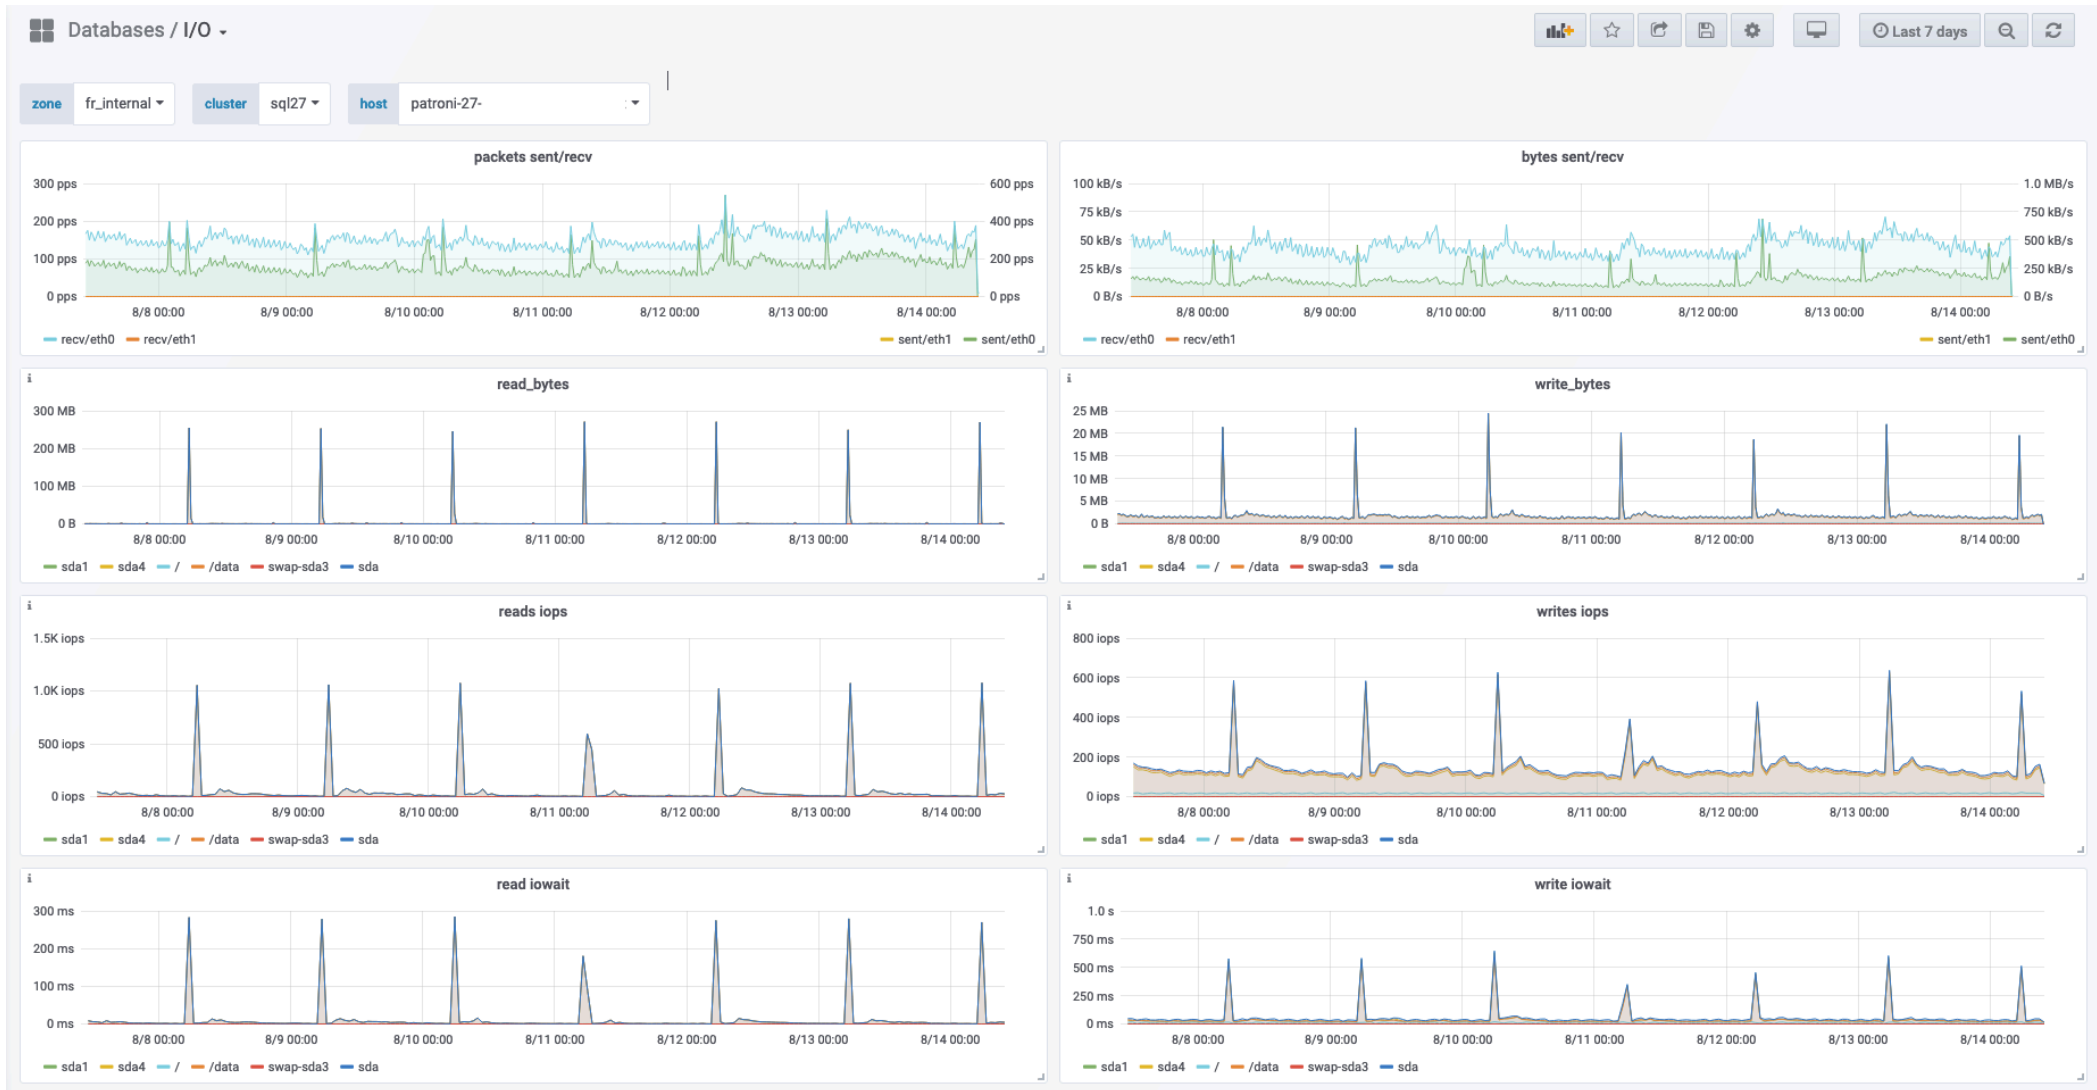 Databases / I/O
Last 7 days
zone fr_internal cluster sql27 host patroni-27-
packets sent/recv
300 pps 600 pps
200 pps 400 pps
100 pps 200 pps
0 pps 0 pps
8/8 00:00 8/9 00:00 8/10 00:00 8/11 00:00 8/12 00:00 8/13 00:00 8/14 00:00
recv/eth0 recv/eth1 sent/eth1 sent/eth0
bytes sent/recv
100 kB/s 1.0 MB/s
75 kB/s 750 kB/s
50 kB/s 500 kB/s
25 kB/s 250 kB/s
0 B/s 0 B/s
8/8 00:00 8/9 00:00 8/10 00:00 8/11 00:00 8/12 00:00 8/13 00:00 8/14 00:00
recv/eth0 recv/eth1 sent/eth1 sent/eth0
i
read_bytes
300 MB
200 MB
100 MB
0 B
8/8 00:00 8/9 00:00 8/10 00:00 8/11 00:00 8/12 00:00 8/13 00:00 8/14 00:00
sda1 sda4 / /data swap-sda3 sda
i
write_bytes
25 MB
20 MB
15 MB
10 MB
5 MB
0 B
8/8 00:00 8/9 00:00 8/10 00:00 8/11 00:00 8/12 00:00 8/13 00:00 8/14 00:00
sda1 sda4 / /data swap-sda3 sda
i
reads iops
1.5K iops
1.0K iops
500 iops
0 iops
8/8 00:00 8/9 00:00 8/10 00:00 8/11 00:00 8/12 00:00 8/13 00:00 8/14 00:00
sda1 sda4 / /data swap-sda3 sda
i
writes iops
800 iops
600 iops
400 iops
200 iops
0 iops
8/8 00:00 8/9 00:00 8/10 00:00 8/11 00:00 8/12 00:00 8/13 00:00 8/14 00:00
sda1 sda4 / /data swap-sda3 sda
i
read iowait
300 ms
200 ms
100 ms
0 ms
8/8 00:00 8/9 00:00 8/10 00:00 8/11 00:00 8/12 00:00 8/13 00:00 8/14 00:00
sda1 sda4 / /data swap-sda3 sda
i
write iowait
1.0 s
750 ms
500 ms
250 ms
0 ms
8/8 00:00 8/9 00:00 8/10 00:00 8/11 00:00 8/12 00:00 8/13 00:00 8/14 00:00
sda1 sda4 / /data swap-sda3 sda